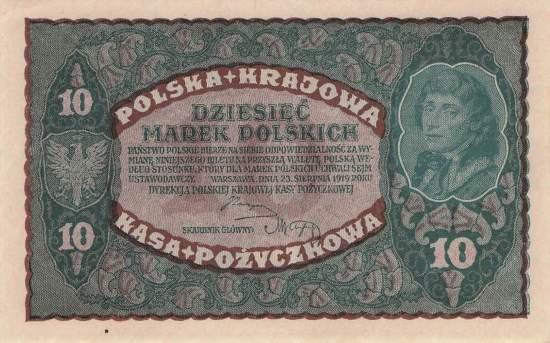 POLSKA + KRAJOWA
10
DZIESIĘĆ
MAREK POLSKICH
PAŃSTWO POLSKIE BIERZE NA SIEBIE ODPOWIEDZIALNOŚĆ ZA WY-
MIANĘ NINIEJSZEGO BILETU NA PRZYSZŁĄ WALUTĘ POLSKĄ WE-
DŁUG STOSUNKU, KTÓRY DLA MAREK POLSKICH UCHWALI SEJM
USTAWODAWCZY. WARSZAWA, DNIA 23. SIERPNIA 1919 ROKU
DYREKCJA POLSKIEJ KRAJOWEJ KASY POŻYCZKOWEJ
SKARBNIK GŁÓWNY:
10
10
KASA + POŻYCZKOWA